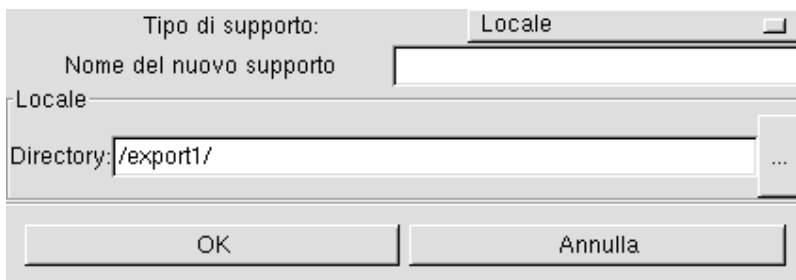 Tipo di supporto: Locale
Nome del nuovo supporto
Locale
Directory: /export1/ ...
OK Annulla